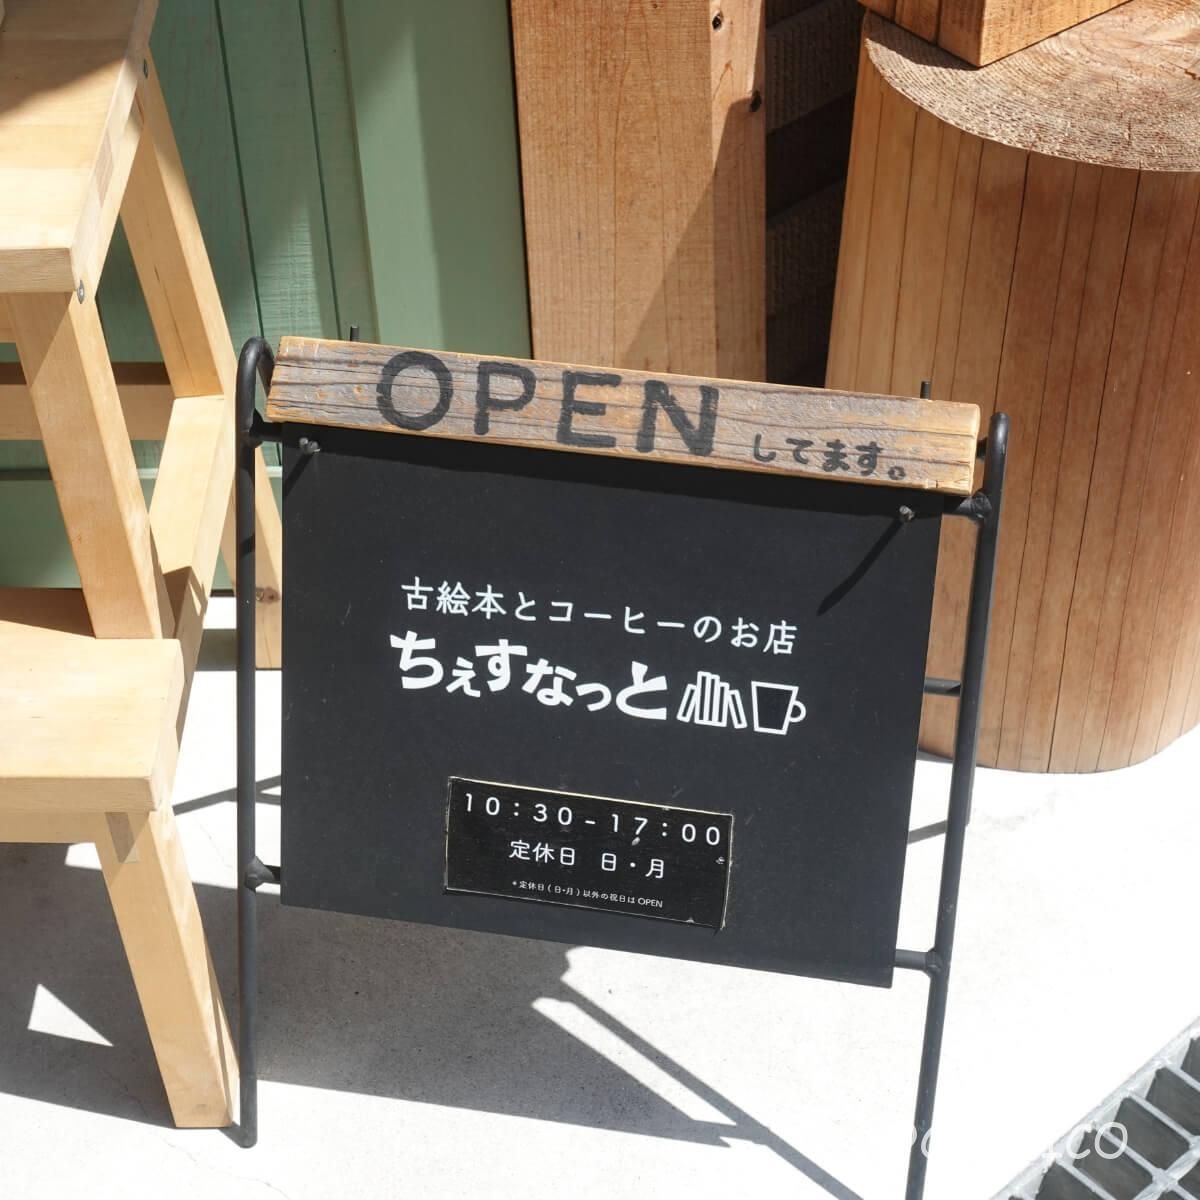 OPEN してます。
古絵本とコーヒーのお店
ちぇすなっと
10:30-17:00
定休日 日・月
*定休日(日・月)以外の祝日はOPEN